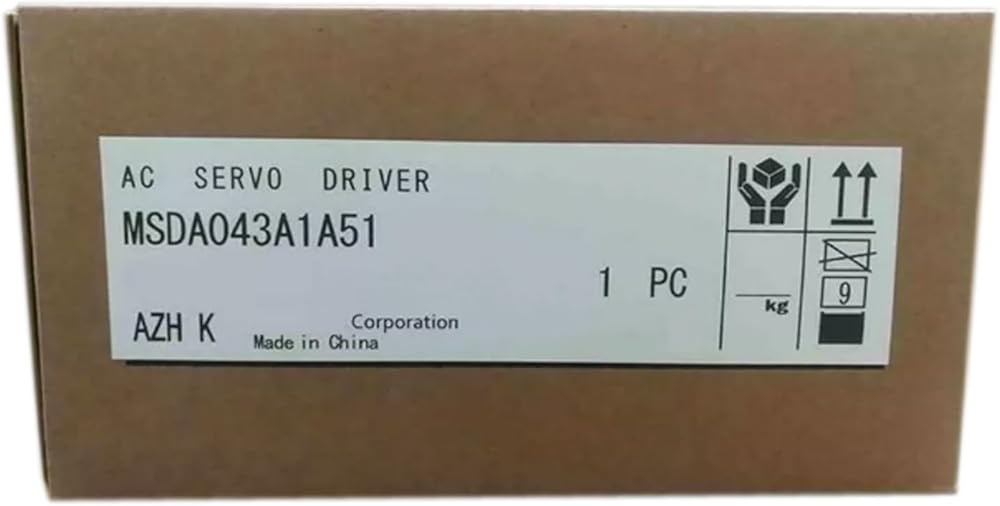 AC SERVO DRIVER
MSDA043A1A51
1 PC
kg
9
AZH K
Corporation
Made in China